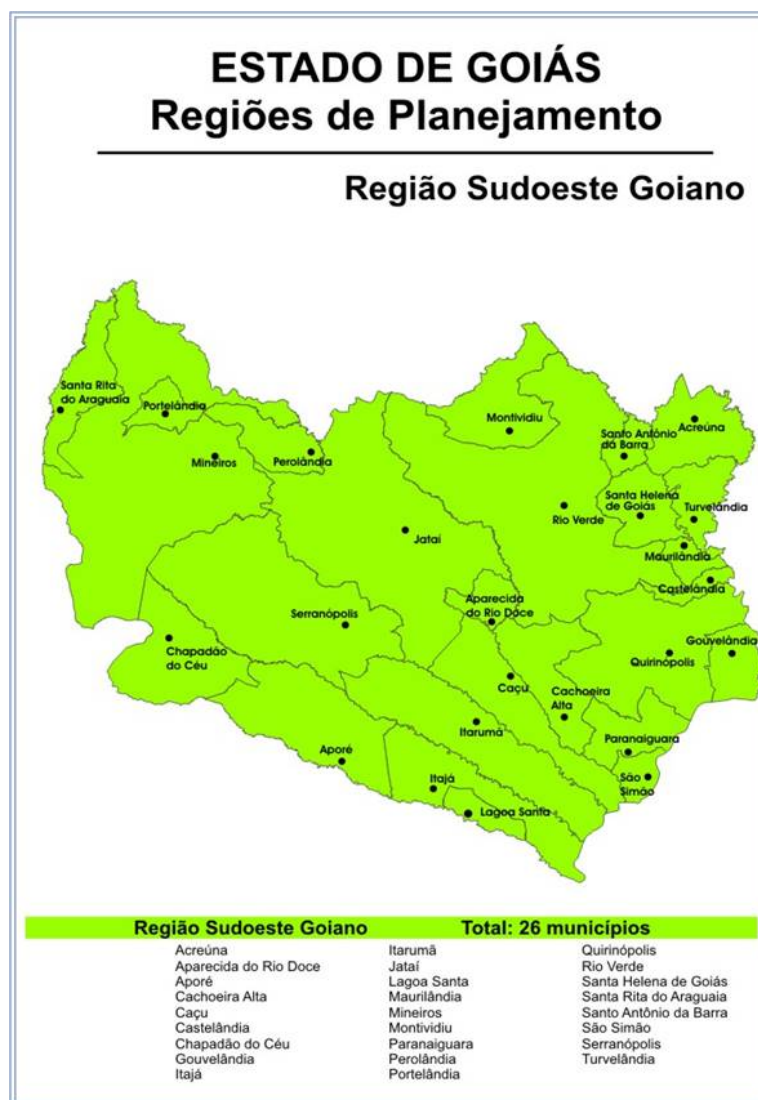 ESTADO DE GOIÁS
Regiões de Planejamento
Região Sudoeste Goiano
Santa Rita
do Araguaia
Portelândia
Mineiros
Perolândia
Montividiu
Santo Antônio
da Barra
Acreúna
Santa Helena
de Goiás
Turvelândia
Rio Verde
Jataí
Maurilândia
Castelândia
Aparecida
do Rio Doce
Serranópolis
Chapadão
do Céu
Gouvelândia
Quirinópolis
Caçu
Cachoeira
Alta
Itarumã
Paranaiguara
Aporé
Itajá
São
Simão
Lagoa Santa
Região Sudoeste Goiano Total: 26 municípios
Acreúna
Aparecida do Rio Doce
Aporé
Cachoeira Alta
Caçu
Castelândia
Chapadão do Céu
Gouvelândia
Itajá
Itarumã
Jataí
Lagoa Santa
Maurilândia
Mineiros
Montividiu
Paranaiguara
Perolândia
Portelândia
Quirinópolis
Rio Verde
Santa Helena de Goiás
Santa Rita do Araguaia
Santo Antônio da Barra
São Simão
Serranópolis
Turvelândia